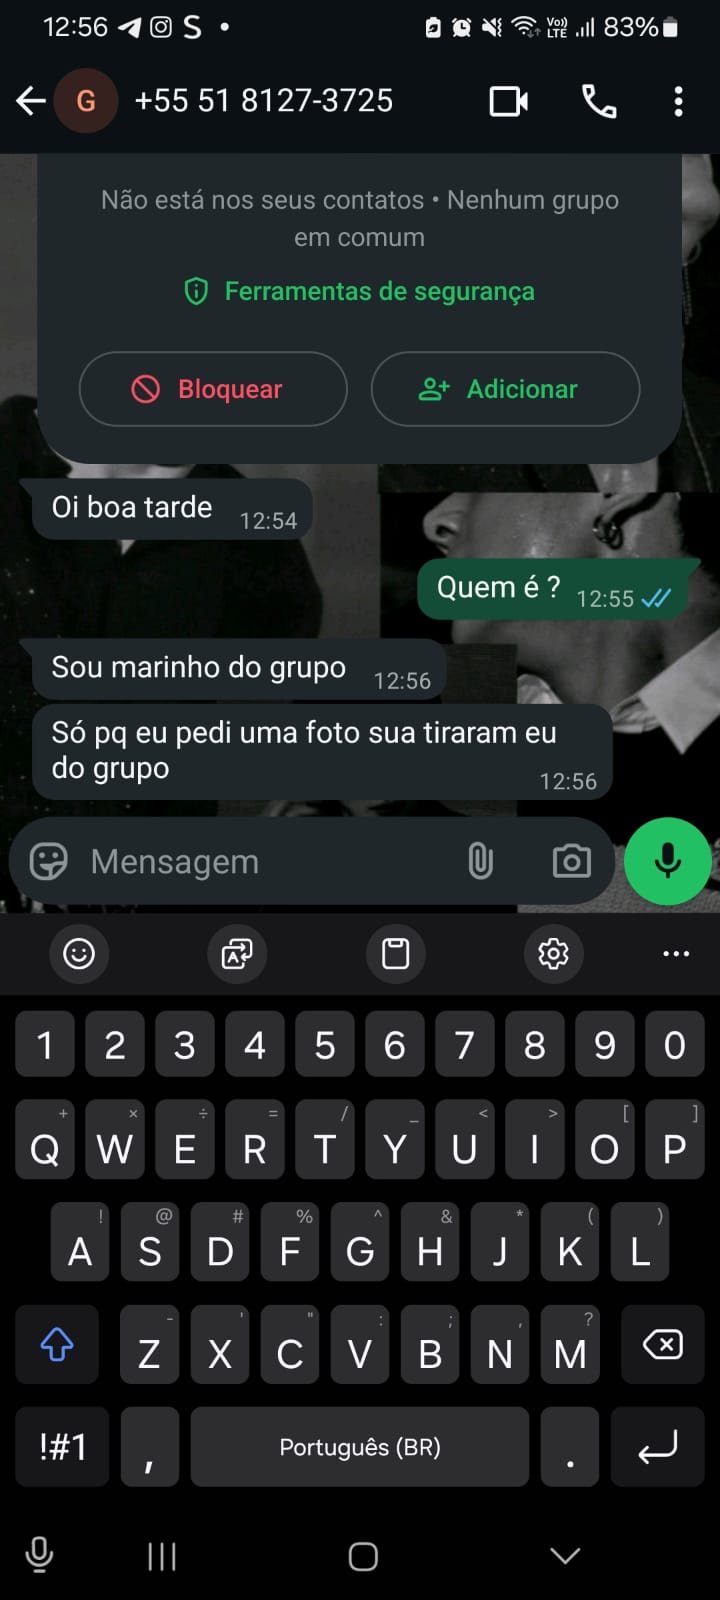 12:56 S 83%
G +55 51 8127-3725
Não está nos seus contatos • Nenhum grupo
em comum
Ferramentas de segurança
Bloquear Adicionar
Oi boa tarde 12:54
Quem é ? 12:55
Sou marinho do grupo 12:56
Só pq eu pedi uma foto sua tiraram eu
do grupo
12:56
Mensagem
1 2 3 4 5 6 7 8 9 0
+ × ÷ = / _ < > [ ]
Q W E R T Y U I O P
! @ # % ^ & * ( )
A S D F G H J K L
- ' " : ; , ?
Z X C V B N M
!#1 , Português (BR) .